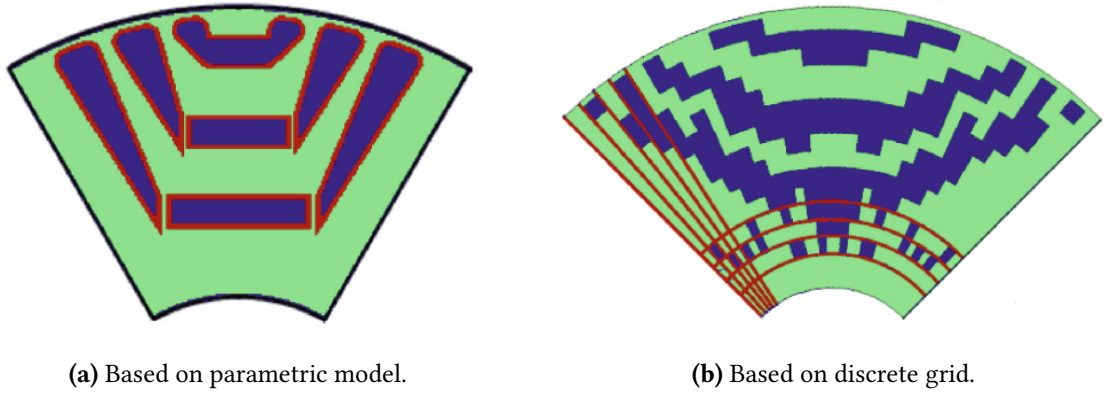 (a) Based on parametric model.
(b) Based on discrete grid.